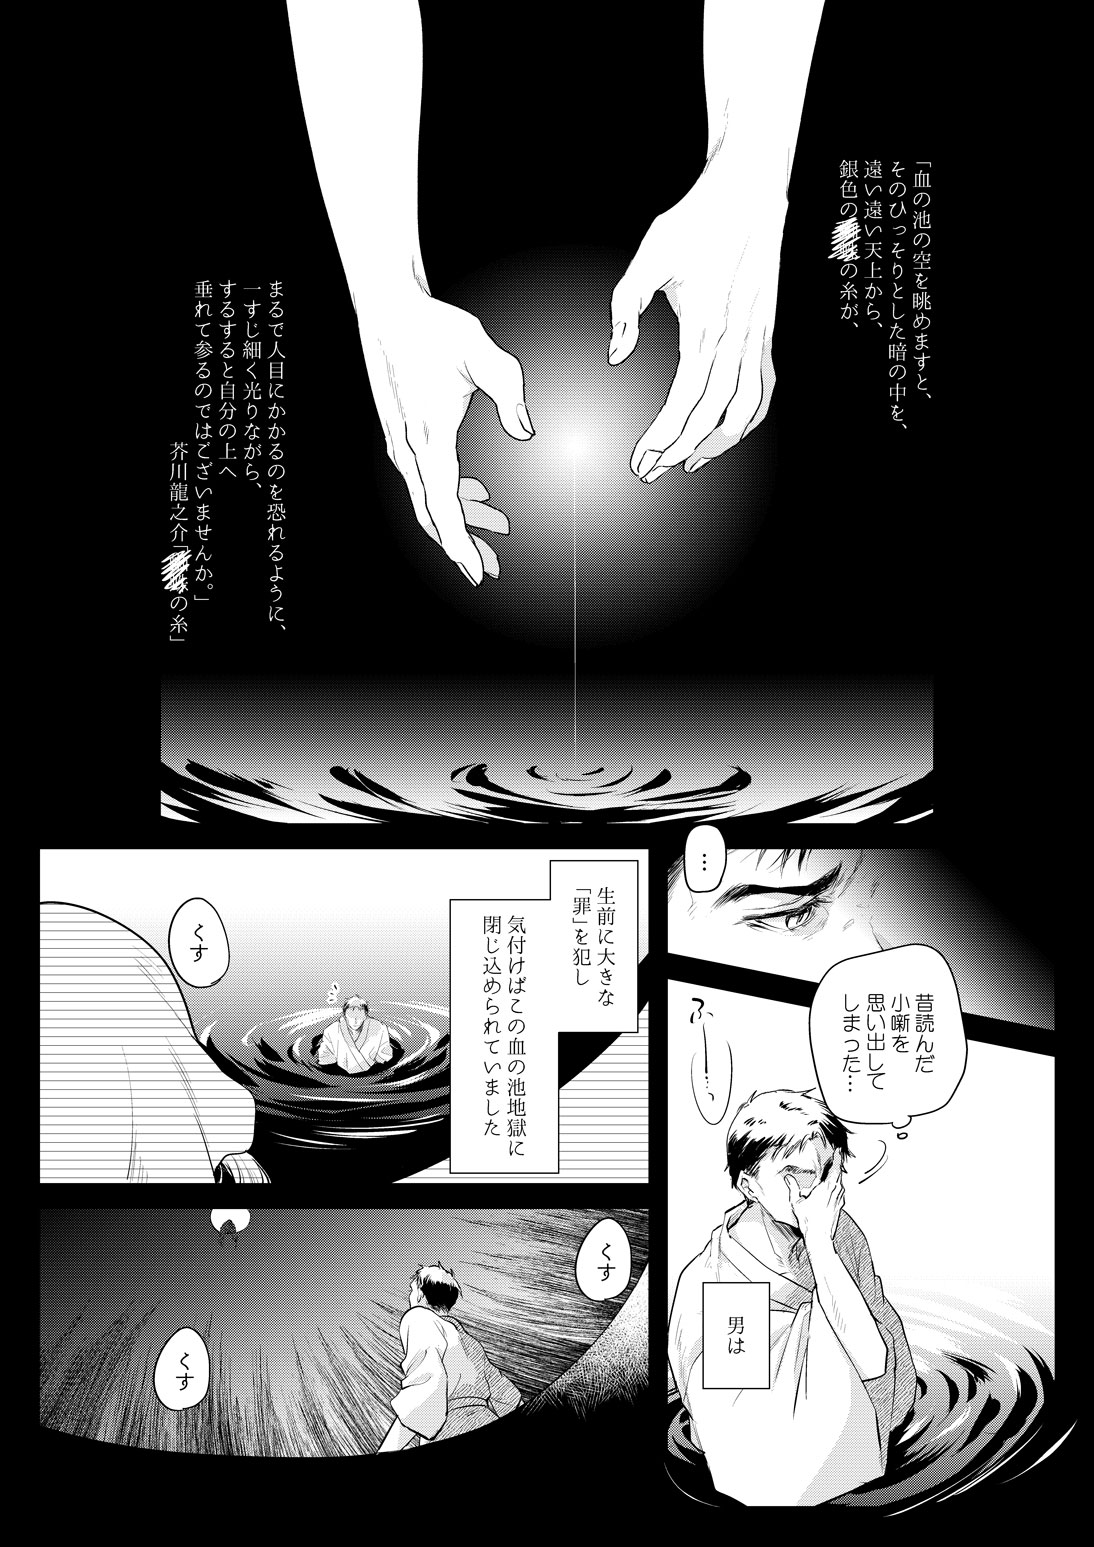 「血の池の空を眺めますと、
そのひっそりとした暗の中を、
遠い遠い天上から、
銀色の の糸が、
まるで人目にかかるのを恐れるように、
一すじ細く光りながら、
するすると自分の上へ
垂れて参るのではございませんか。」
芥川龍之介「 の糸」
…
昔読んだ
小噺を
思い出して
しまった…
ふーっ
男は
生前に大きな
「罪」を犯し
気付けばこの血の池地獄に
閉じ込められていました
くす
くす
くす